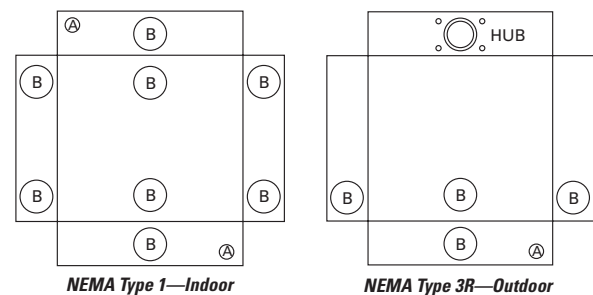 A B HUB
B B B
B B B B B B
B A B A
NEMA Type 1—Indoor NEMA Type 3R—Outdoor